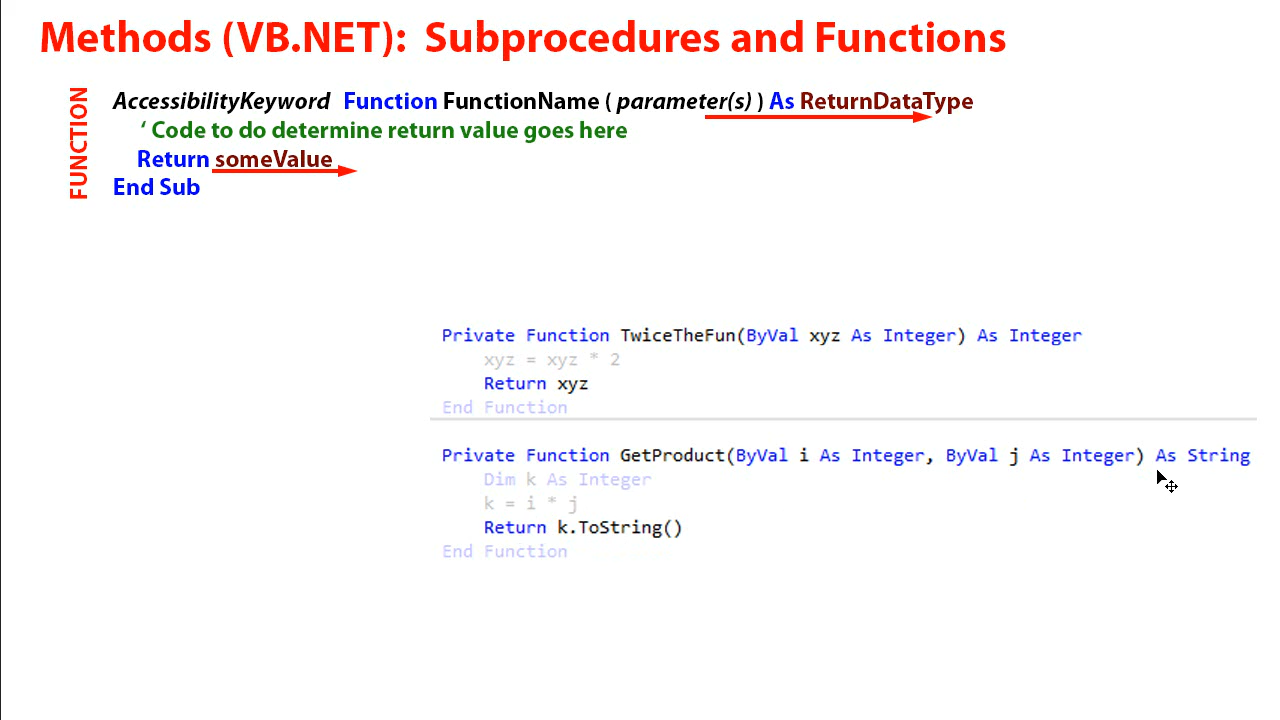 Methods (VB.NET):  Subprocedures and Functions
FUNCTION
AccessibilityKeyword  Function FunctionName ( parameter(s) ) As ReturnDataType
‘ Code to do determine return value goes here
Return someValue
End Sub
Private Function TwiceTheFun(ByVal xyz As Integer) As Integer
xyz = xyz * 2
Return xyz
End Function
Private Function GetProduct(ByVal i As Integer, ByVal j As Integer) As String
Dim k As Integer
k = i * j
Return k.ToString()
End Function